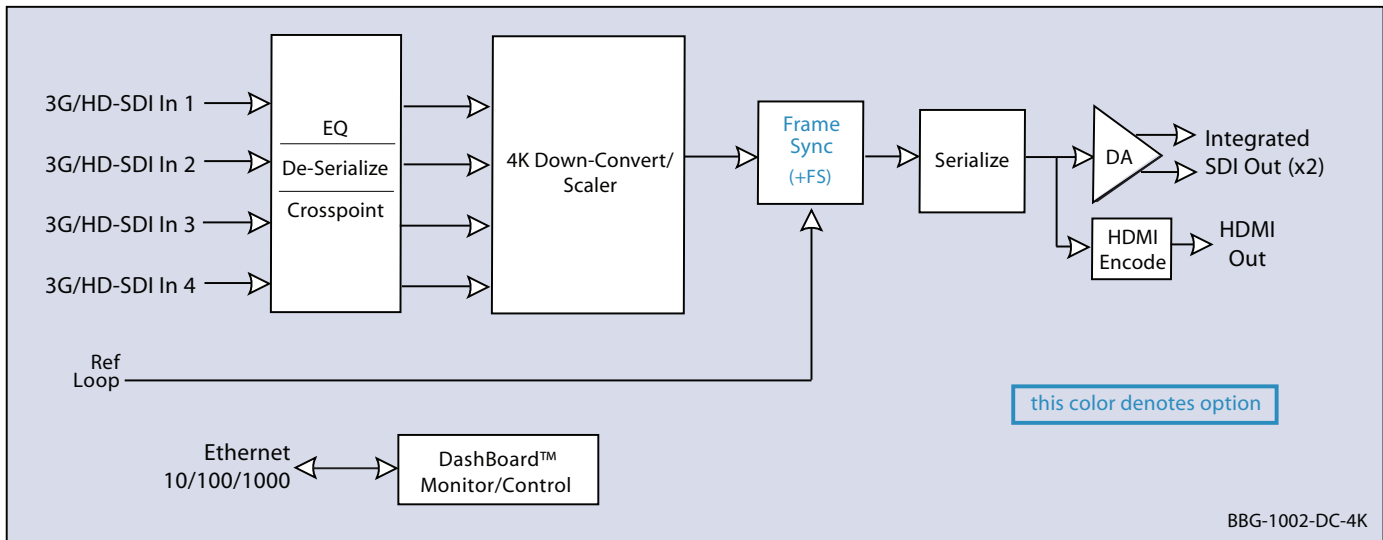 3G/HD-SDI In 1
3G/HD-SDI In 2
3G/HD-SDI In 3
3G/HD-SDI In 4
EQ
De-Serialize
Crosspoint
4K Down-Convert/
Scaler
Frame
Sync
(+FS)
Serialize
DA
Integrated
SDI Out (x2)
HDMI
Encode
HDMI
Out
Ref
Loop
this color denotes option
Ethernet
10/100/1000
DashBoard™
Monitor/Control
BBG-1002-DC-4K